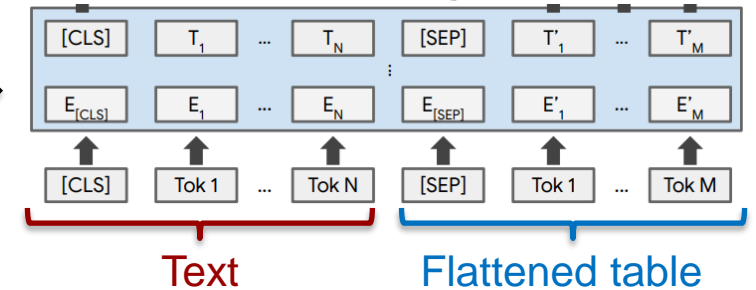 [CLS] T1 ... TN [SEP] T'1 ... T'M
...
E[CLS] E1 ... EN E[SEP] E'1 ... E'M
[CLS] Tok 1 ... Tok N [SEP] Tok 1 ... Tok M
Text Flattened table